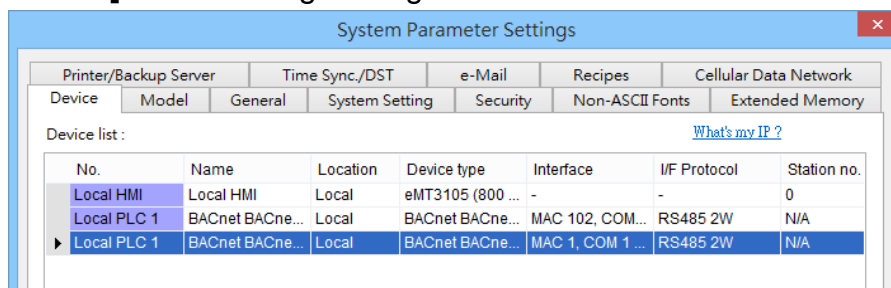 System Parameter Settings
Printer/Backup Server Time Sync./DST e-Mail Recipes Cellular Data Network
Device Model General System Setting Security Non-ASCII Fonts Extended Memory
Device list : What's my IP ?
No. Name Location Device type Interface I/F Protocol Station no.
Local HMI Local HMI Local eMT3105 (800 ... - - 0
Local PLC 1 BACnet BACne... Local BACnet BACne... MAC 102, COM... RS485 2W N/A
Local PLC 1 BACnet BACne... Local BACnet BACne... MAC 1, COM 1 ... RS485 2W N/A